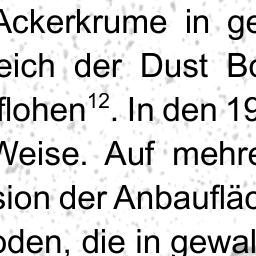 Ackerkrume in ge
eich der Dust Bo
flohen¹². In den 19
Weise. Auf mehre
sion der Anbaufläc
oden, die in gewal